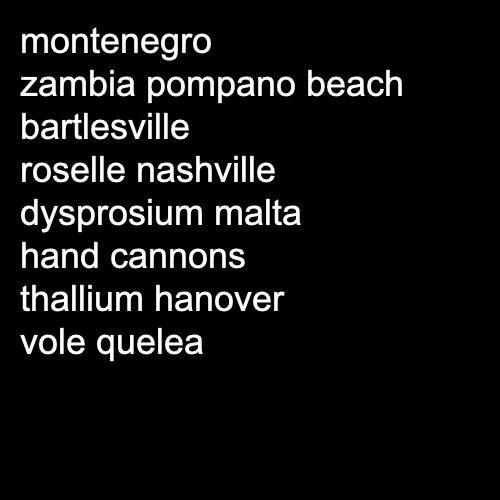 montenegro
zambia pompano beach
bartlesville
roselle nashville
dysprosium malta
hand cannons
thallium hanover
vole quelea